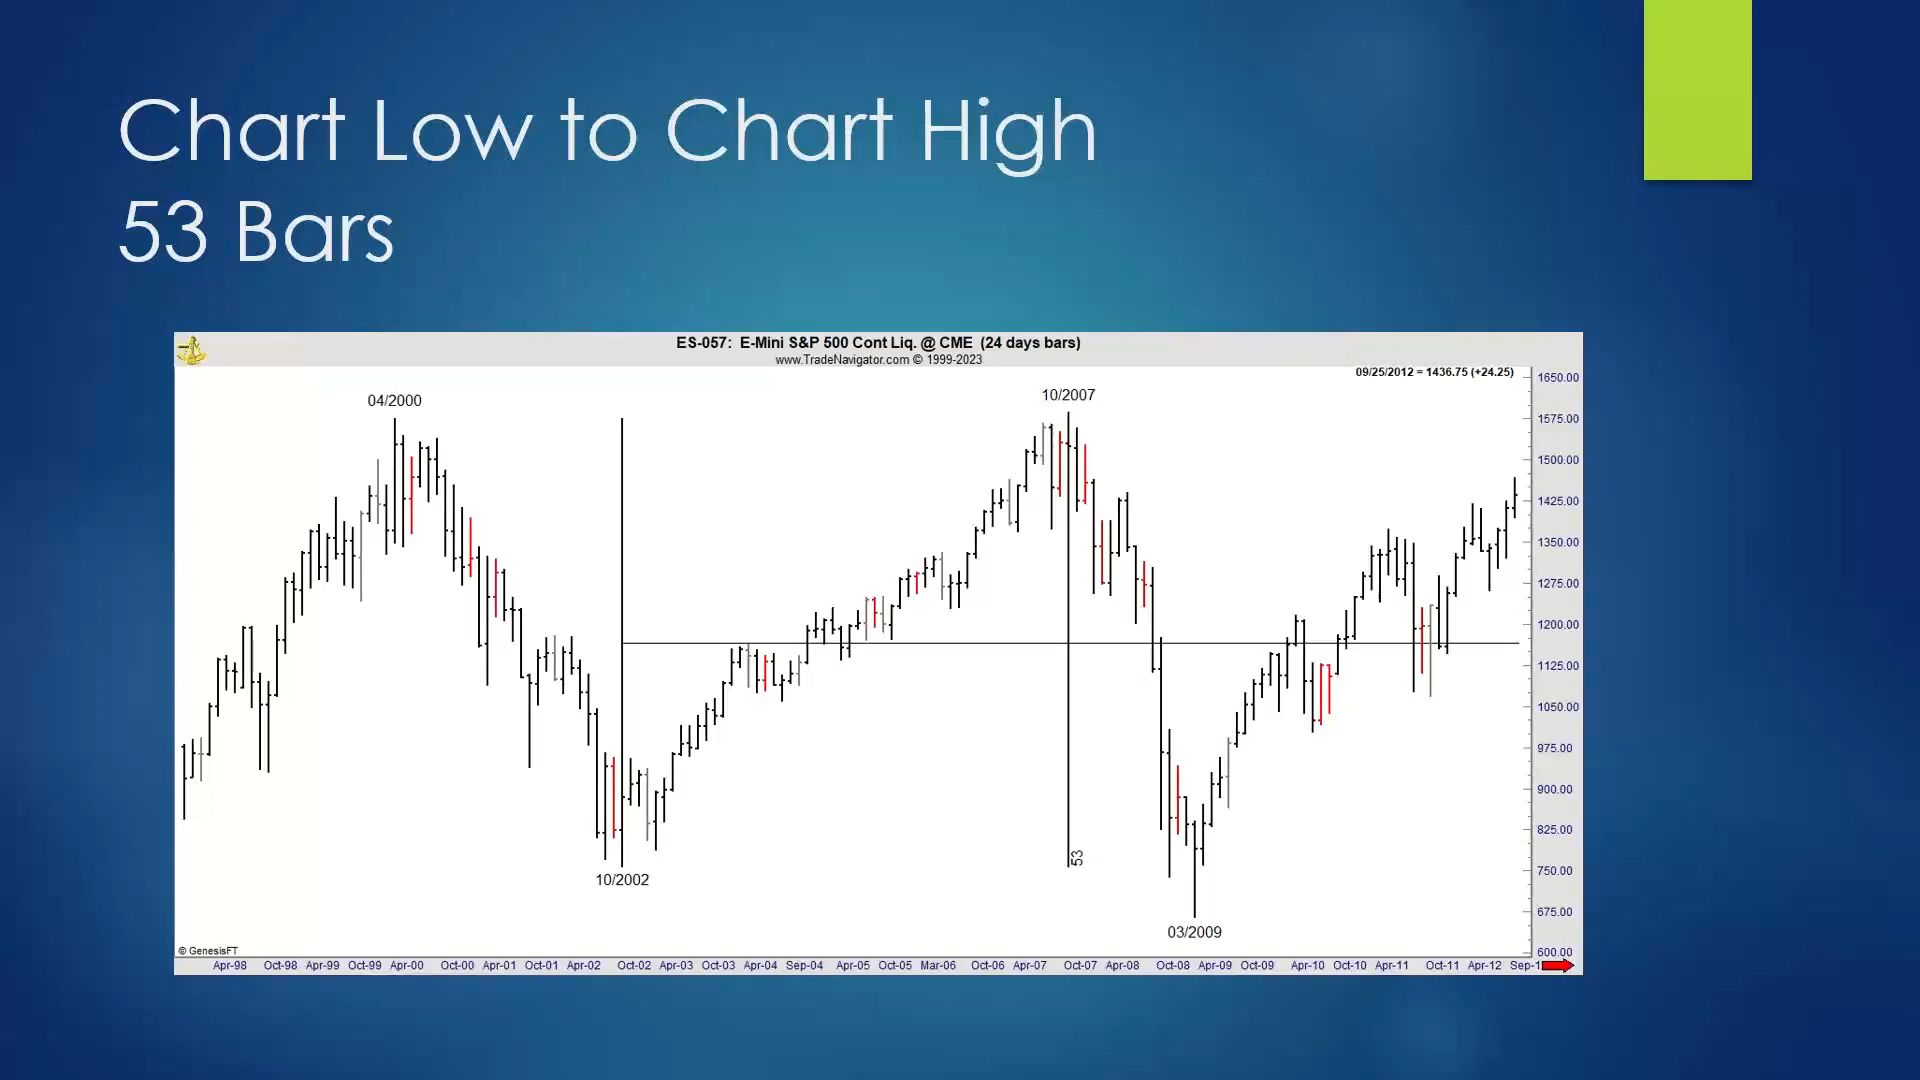 Chart Low to Chart High
53 Bars
ES-057: E-Mini S&P 500 Cont Liq. @ CME (24 days bars)
www.TradeNavigator.com © 1999-2023
09/25/2012 = 1436.75 (+24.25)
04/2000
10/2007
10/2002
53
03/2009
1650.00
1575.00
1500.00
1425.00
1350.00
1275.00
1200.00
1125.00
1050.00
975.00
900.00
825.00
750.00
675.00
600.00
© GenesisFT
Apr-98 Oct-98 Apr-99 Oct-99 Apr-00 Oct-00 Apr-01 Oct-01 Apr-02 Oct-02 Apr-03 Oct-03 Apr-04 Sep-04 Apr-05 Oct-05 Mar-06 Oct-06 Apr-07 Oct-07 Apr-08 Oct-08 Apr-09 Oct-09 Apr-10 Oct-10 Apr-11 Oct-11 Apr-12 Sep-1